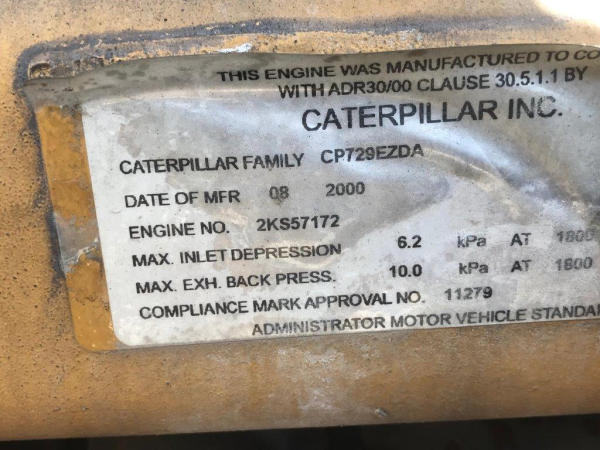 THIS ENGINE WAS MANUFACTURED TO CO
WITH ADR30/00 CLAUSE 30.5.1.1 BY
CATERPILLAR INC.
CATERPILLAR FAMILY CP729EZDA
DATE OF MFR 08 2000
ENGINE NO. 2KS57172
MAX. INLET DEPRESSION 6.2 kPa AT 1800
MAX. EXH. BACK PRESS. 10.0 kPa AT 1800
COMPLIANCE MARK APPROVAL NO. 11279
ADMINISTRATOR MOTOR VEHICLE STANDA